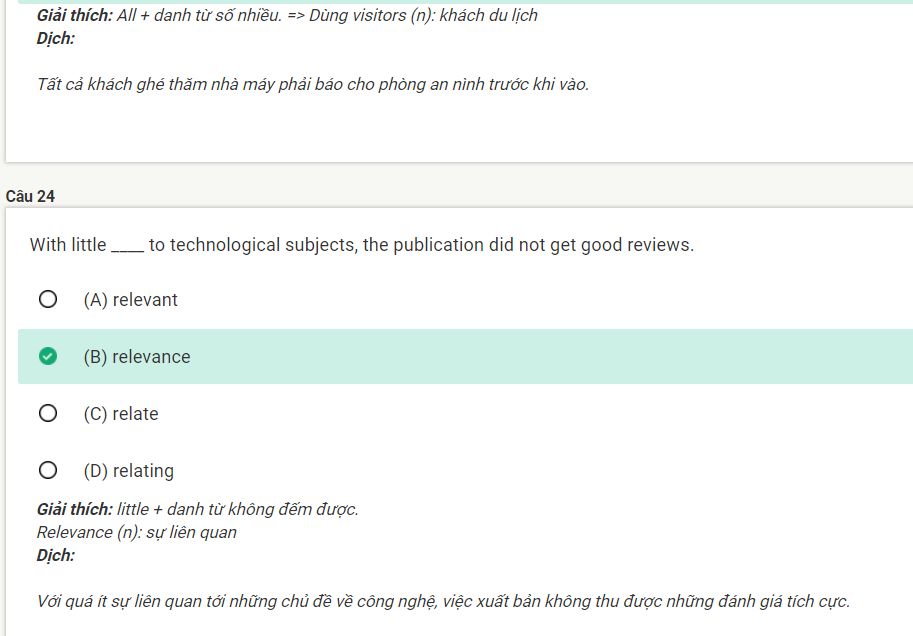 Giải thích: All + danh từ số nhiều. => Dùng visitors (n): khách du lịch
Dịch:
Tất cả khách ghé thăm nhà máy phải báo cho phòng an nình trước khi vào.
Câu 24
With little ____ to technological subjects, the publication did not get good reviews.
(A) relevant
(B) relevance
(C) relate
(D) relating
Giải thích: little + danh từ không đếm được.
Relevance (n): sự liên quan
Dịch:
Với quá ít sự liên quan tới những chủ đề về công nghệ, việc xuất bản không thu được những đánh giá tích cực.